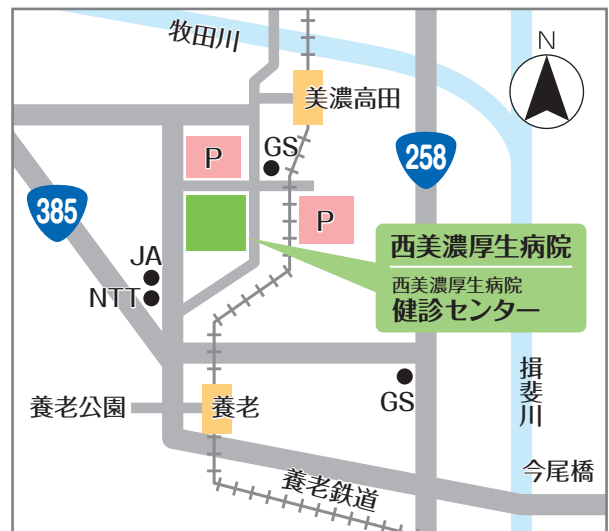 牧田川
N
美濃高田
GS
P
258
385
P
西美濃厚生病院
西美濃厚生病院
健診センター
JA
NTT
揖斐川
GS
養老公園
養老
今尾橋
養老鉄道